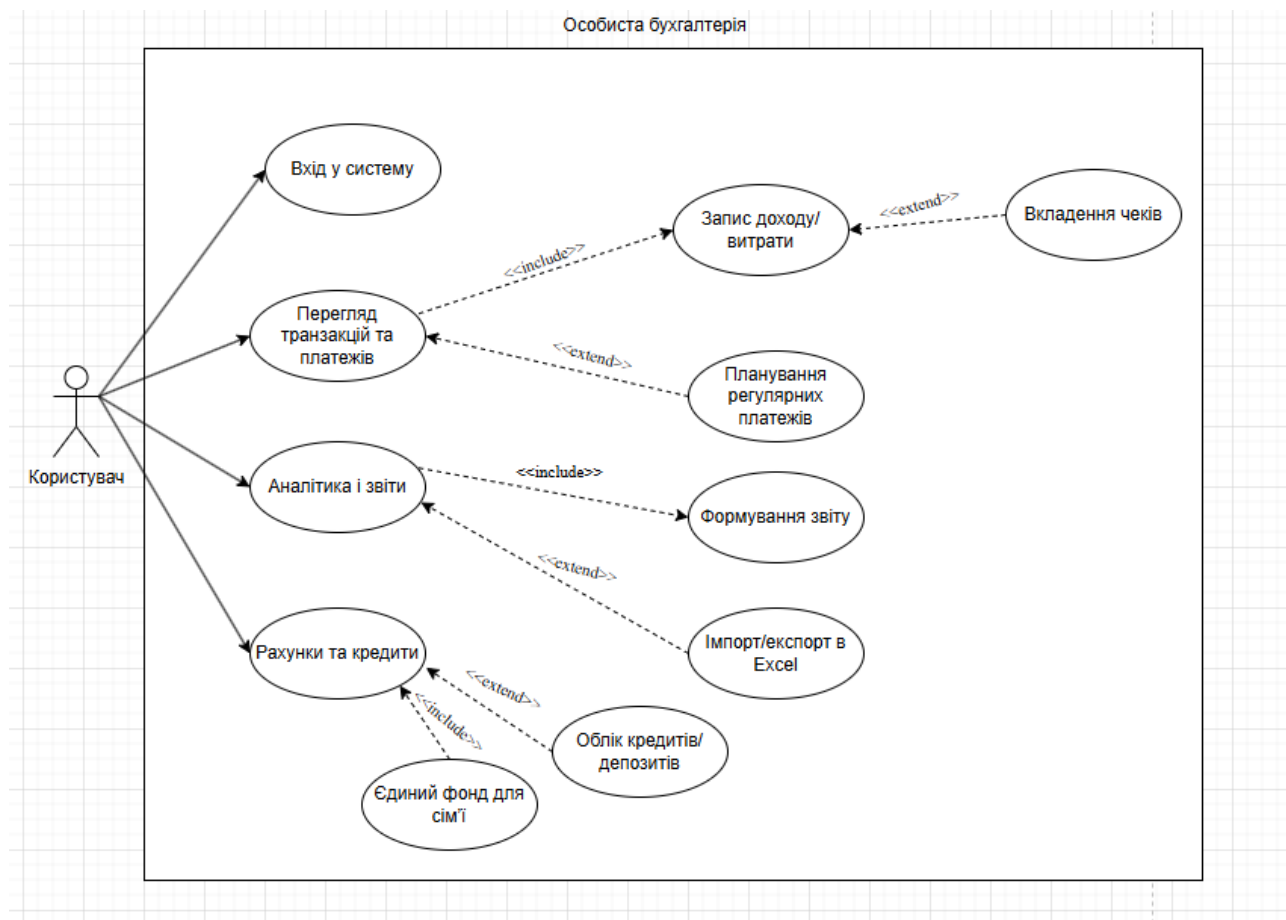 Особиста бухгалтерія
Вхід у систему
Запис доходу/
витрати
<<extend>>
Вкладення чеків
<<include>>
Перегляд
транзакцій та
платежів
<<extend>>
Планування
регулярних
платежів
Користувач
Аналітика і звіти
<<include>>
Формування звіту
<<extend>>
Рахунки та кредити
Імпорт/експорт в
Excel
<<extend>>
<<include>>
Облік кредитів/
депозитів
Єдиний фонд для
сім'ї